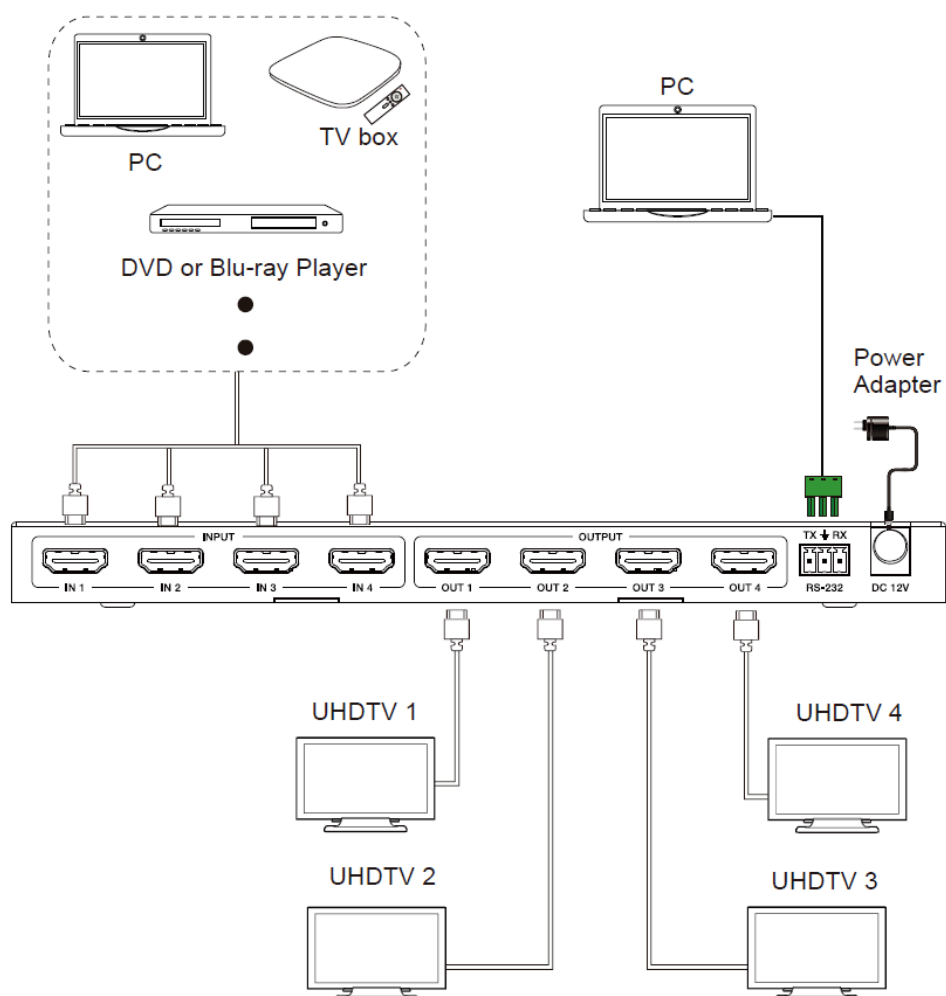 PC
TV box
DVD or Blu-ray Player
PC
Power
Adapter
INPUT
IN 1
IN 2
IN 3
IN 4
OUTPUT
OUT 1
OUT 2
OUT 3
OUT 4
TX RX
RS-232
DC 12V
UHDTV 1
UHDTV 4
UHDTV 2
UHDTV 3